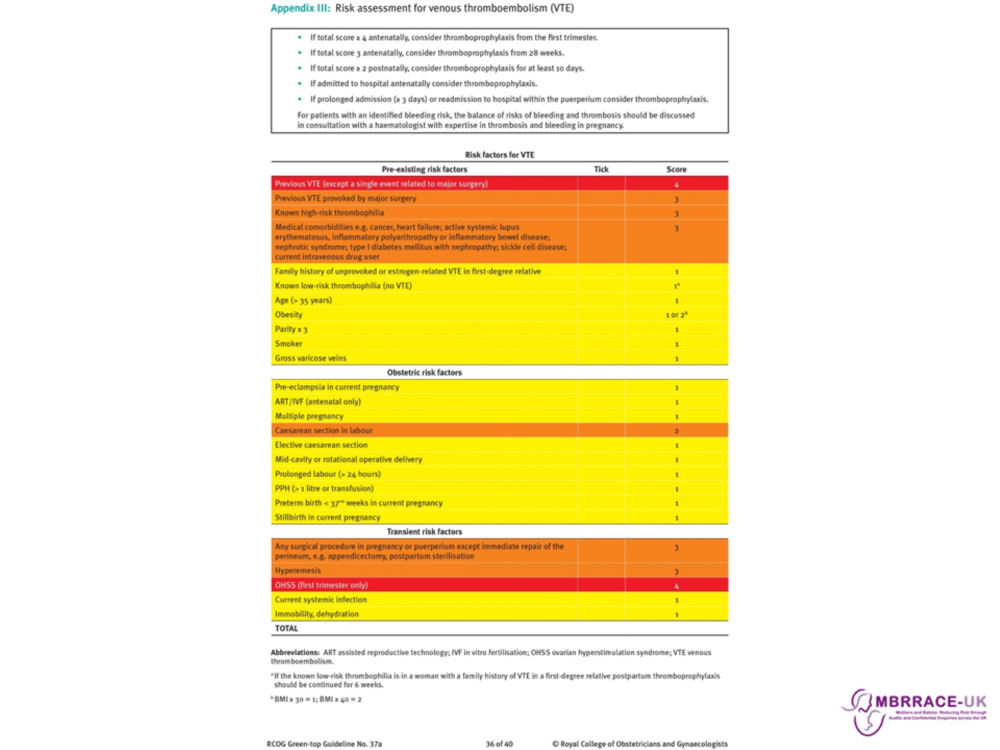 Appendix III: Risk assessment for venous thromboembolism (VTE)
• If total score ≥ 4 antenatally, consider thromboprophylaxis from the first trimester.
• If total score 3 antenatally, consider thromboprophylaxis from 28 weeks.
• If total score ≥ 2 postnatally, consider thromboprophylaxis for at least 10 days.
• If admitted to hospital antenatally consider thromboprophylaxis.
• If prolonged admission (≥ 3 days) or readmission to hospital within the puerperium consider thromboprophylaxis.
For patients with an identified bleeding risk, the balance of risks of bleeding and thrombosis should be discussed
in consultation with a haematologist with expertise in thrombosis and bleeding in pregnancy.
Risk factors for VTE
Pre-existing risk factors Tick Score
Previous VTE (except a single event related to major surgery) 4
Previous VTE provoked by major surgery 3
Known high-risk thrombophilia 3
Medical comorbidities e.g. cancer, heart failure; active systemic lupus 3
erythematosus, inflammatory polyarthropathy or inflammatory bowel disease;
nephrotic syndrome; type I diabetes mellitus with nephropathy; sickle cell disease;
current intravenous drug user
Family history of unprovoked or estrogen-related VTE in first-degree relative 1
Known low-risk thrombophilia (no VTE) 1ᵃ
Age (> 35 years) 1
Obesity 1 or 2ᵇ
Parity ≥ 3 1
Smoker 1
Gross varicose veins 1
Obstetric risk factors
Pre-eclampsia in current pregnancy 1
ART/IVF (antenatal only) 1
Multiple pregnancy 1
Caesarean section in labour 2
Elective caesarean section 1
Mid-cavity or rotational operative delivery 1
Prolonged labour (> 24 hours) 1
PPH (> 1 litre or transfusion) 1
Preterm birth < 37⁺⁰ weeks in current pregnancy 1
Stillbirth in current pregnancy 1
Transient risk factors
Any surgical procedure in pregnancy or puerperium except immediate repair of the 3
perineum, e.g. appendicectomy, postpartum sterilisation
Hyperemesis 3
OHSS (first trimester only) 4
Current systemic infection 1
Immobility, dehydration 1
TOTAL
Abbreviations: ART assisted reproductive technology; IVF in vitro fertilisation; OHSS ovarian hyperstimulation syndrome; VTE venous
thromboembolism.
ᵃ If the known low-risk thrombophilia is in a woman with a family history of VTE in a first-degree relative postpartum thromboprophylaxis
should be continued for 6 weeks.
ᵇ BMI ≥ 30 = 1; BMI ≥ 40 = 2
MBRRACE-UK
Mothers and Babies: Reducing Risk through
Audits and Confidential Enquiries across the UK
RCOG Green-top Guideline No. 37a 36 of 40 © Royal College of Obstetricians and Gynaecologists